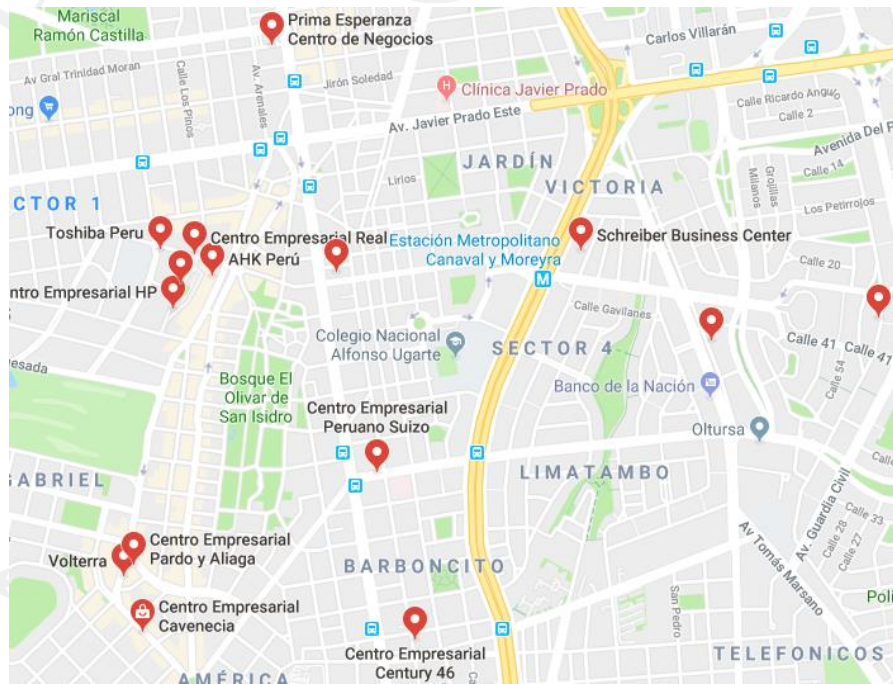 Mariscal
Ramón Castilla
Prima Esperanza
Centro de Negocios
Carlos Villarán
Av Gral Trinidad Moran
Calle Los Pinos
Av. Arenales
Jirón Soledad
H
Clínica Javier Prado
ong
Av. Javier Prado Este
Calle Ricardo Angulo
Calle 2
Avenida Del P
JARDÍN
VICTORIA
Calle 14
Milanos
Grojillas
Lirios
CTOR 1
Los Petirrojos
Toshiba Peru
Centro Empresarial Real
AHK Perú
Estación Metropolitano
Canaval y Moreyra
M
Schreiber Business Center
Calle 20
ntro Empresarial HP
Calle Gavilanes
Colegio Nacional
Alfonso Ugarte
SECTOR 4
Calle 41
Calle 41
Calle 54
esada
Bosque El
Olivar de
San Isidro
Banco de la Nación
Centro Empresarial
Peruano Suizo
Oltursa
GABRIEL
LIMATAMBO
Calle
Av. Guardia Civil
Calle 33
Calle 28
Calle 27
Centro Empresarial
Pardo y Aliaga
Volterra
BARBONCITO
Av Tomás Marsano
Centro Empresarial
Cavenecia
San Pedro
Poli
Centro Empresarial
Century 46
TELEFONICOS
AMÉRICA